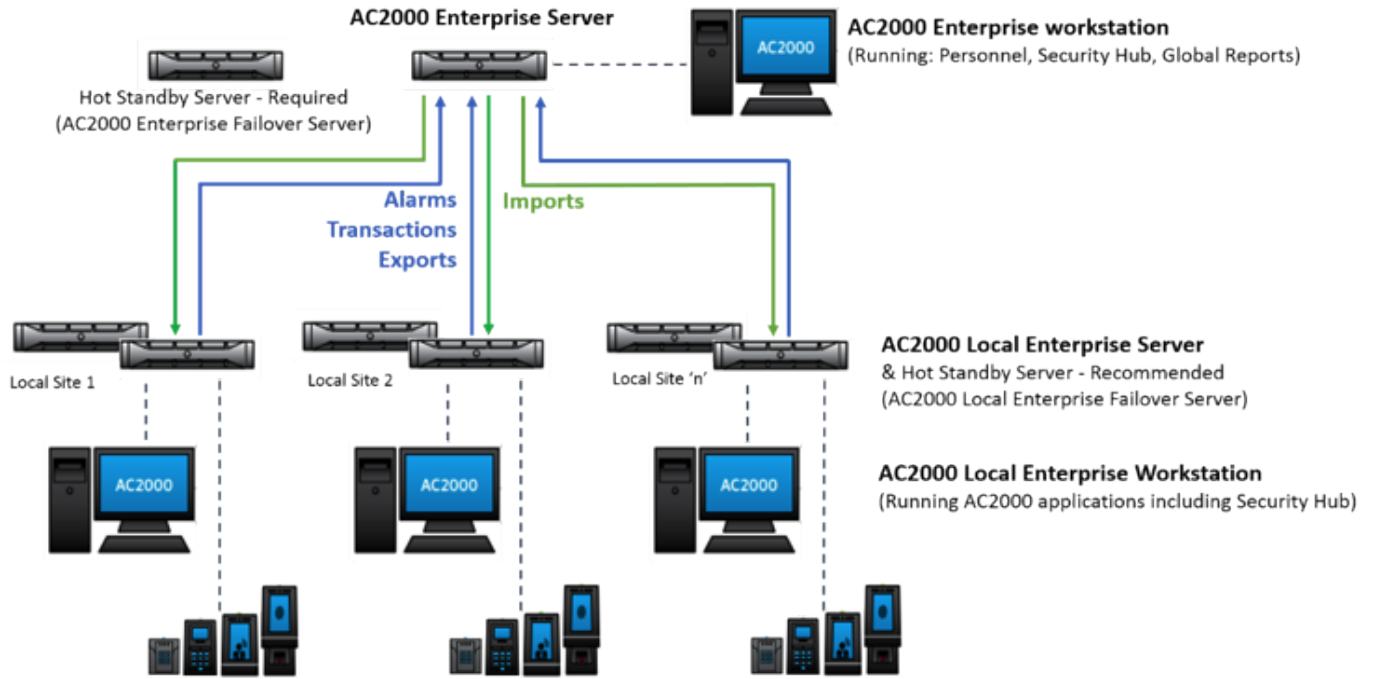 AC2000 Enterprise Server
AC2000 Enterprise workstation
(Running: Personnel, Security Hub, Global Reports)
AC2000
Hot Standby Server - Required
(AC2000 Enterprise Failover Server)
Alarms
Transactions
Exports
Imports
Local Site 1
Local Site 2
Local Site ‘n’
AC2000 Local Enterprise Server
& Hot Standby Server - Recommended
(AC2000 Local Enterprise Failover Server)
AC2000
AC2000
AC2000
AC2000 Local Enterprise Workstation
(Running AC2000 applications including Security Hub)